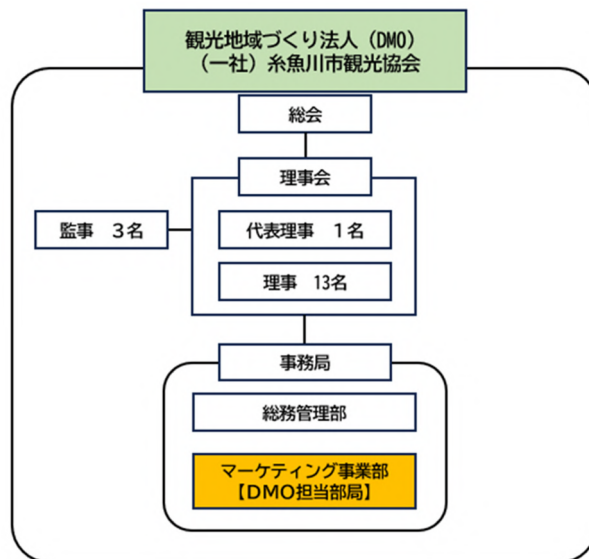 観光地域づくり法人（DMO）
（一社）糸魚川市観光協会
総会
理事会
監事　３名
代表理事　１名
理事　13名
事務局
総務管理部
マーケティング事業部
【ＤＭＯ担当部局】